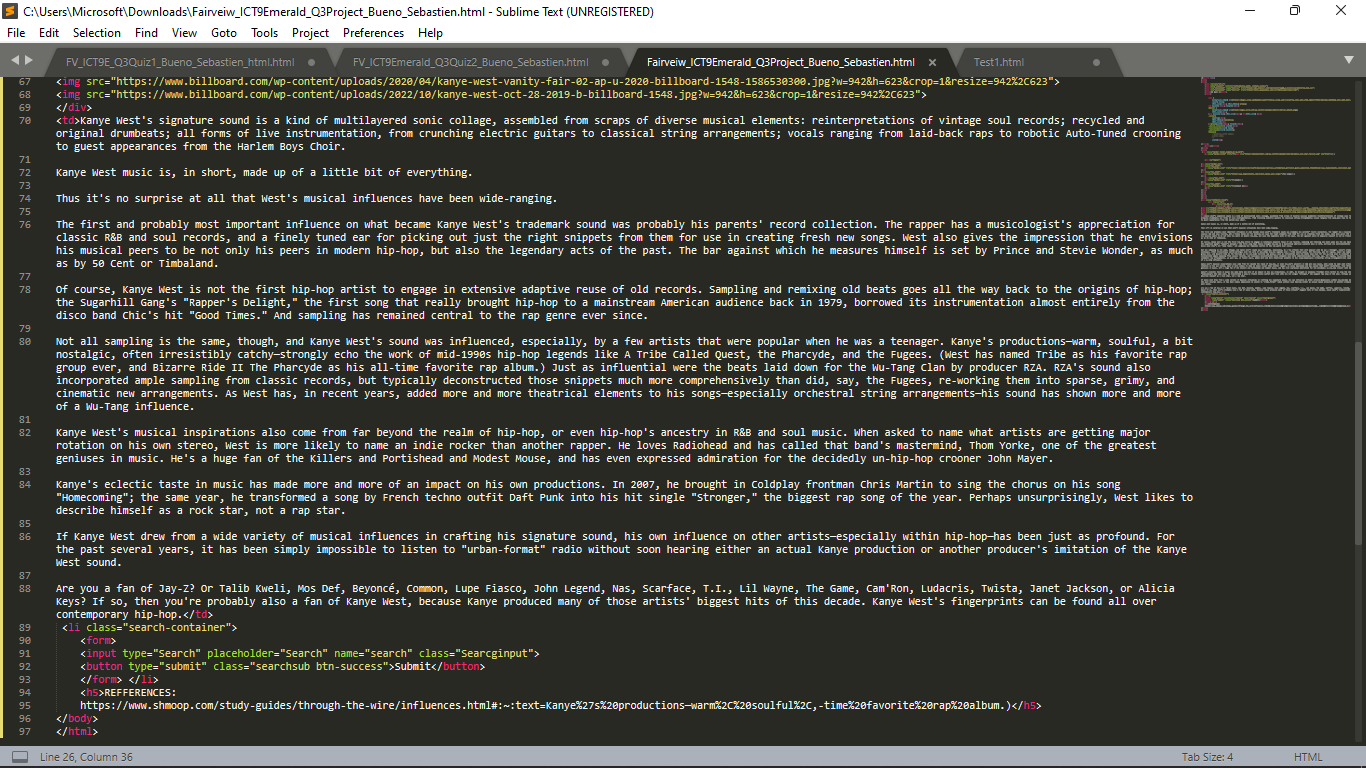 C:\Users\Microsoft\Downloads\Fairveiw_ICT9Emerald_Q3Project_Bueno_Sebastien.html - Sublime Text (UNREGISTERED)
File Edit Selection Find View Goto Tools Project Preferences Help
FV_ICT9E_Q3Quiz1_Bueno_Sebastien_html.html FV_ICT9Emerald_Q3Quiz2_Bueno_Sebastien.html Fairveiw_ICT9Emerald_Q3Project_Bueno_Sebastien.html Test1.html
67 <img src="https://www.billboard.com/wp-content/uploads/2020/04/kanye-west-vanity-fair-02-ap-u-2020-billboard-1548-1586530300.jpg?w=942&h=623&crop=1&resize=942%2C623">
68 <img src="https://www.billboard.com/wp-content/uploads/2022/10/kanye-west-oct-28-2019-b-billboard-1548.jpg?w=942&h=623&crop=1&resize=942%2C623">
69 </div>
70 <td>Kanye West's signature sound is a kind of multilayered sonic collage, assembled from scraps of diverse musical elements: reinterpretations of vintage soul records; recycled and
original drumbeats; all forms of live instrumentation, from crunching electric guitars to classical string arrangements; vocals ranging from laid-back raps to robotic Auto-Tuned crooning
to guest appearances from the Harlem Boys Choir.
71
72 Kanye West music is, in short, made up of a little bit of everything.
73
74 Thus it's no surprise at all that West's musical influences have been wide-ranging.
75
76 The first and probably most important influence on what became Kanye West's trademark sound was probably his parents' record collection. The rapper has a musicologist's appreciation for
classic R&B and soul records, and a finely tuned ear for picking out just the right snippets from them for use in creating fresh new songs. West also gives the impression that he envisions
his musical peers to be not only his peers in modern hip-hop, but also the legendary acts of the past. The bar against which he measures himself is set by Prince and Stevie Wonder, as much
as by 50 Cent or Timbaland.
77
78 Of course, Kanye West is not the first hip-hop artist to engage in extensive adaptive reuse of old records. Sampling and remixing old beats goes all the way back to the origins of hip-hop;
the Sugarhill Gang's "Rapper's Delight," the first song that really brought hip-hop to a mainstream American audience back in 1979, borrowed its instrumentation almost entirely from the
disco band Chic's hit "Good Times." And sampling has remained central to the rap genre ever since.
79
80 Not all sampling is the same, though, and Kanye West's sound was influenced, especially, by a few artists that were popular when he was a teenager. Kanye's productions—warm, soulful, a bit
nostalgic, often irresistibly catchy—strongly echo the work of mid-1990s hip-hop legends like A Tribe Called Quest, the Pharcyde, and the Fugees. (West has named Tribe as his favorite rap
group ever, and Bizarre Ride II The Pharcyde as his all-time favorite rap album.) Just as influential were the beats laid down for the Wu-Tang Clan by producer RZA. RZA's sound also
incorporated ample sampling from classic records, but typically deconstructed those snippets much more comprehensively than did, say, the Fugees, re-working them into sparse, grimy, and
cinematic new arrangements. As West has, in recent years, added more and more theatrical elements to his songs—especially orchestral string arrangements—his sound has shown more and more
of a Wu-Tang influence.
81
82 Kanye West's musical inspirations also come from far beyond the realm of hip-hop, or even hip-hop's ancestry in R&B and soul music. When asked to name what artists are getting major
rotation on his own stereo, West is more likely to name an indie rocker than another rapper. He loves Radiohead and has called that band's mastermind, Thom Yorke, one of the greatest
geniuses in music. He's a huge fan of the Killers and Portishead and Modest Mouse, and has even expressed admiration for the decidedly un-hip-hop crooner John Mayer.
83
84 Kanye's eclectic taste in music has made more and more of an impact on his own productions. In 2007, he brought in Coldplay frontman Chris Martin to sing the chorus on his song
"Homecoming"; the same year, he transformed a song by French techno outfit Daft Punk into his hit single "Stronger," the biggest rap song of the year. Perhaps unsurprisingly, West likes to
describe himself as a rock star, not a rap star.
85
86 If Kanye West drew from a wide variety of musical influences in crafting his signature sound, his own influence on other artists—especially within hip-hop—has been just as profound. For
the past several years, it has been simply impossible to listen to "urban-format" radio without soon hearing either an actual Kanye production or another producer's imitation of the Kanye
West sound.
87
88 Are you a fan of Jay-Z? Or Talib Kweli, Mos Def, Beyoncé, Common, Lupe Fiasco, John Legend, Nas, Scarface, T.I., Lil Wayne, The Game, Cam'Ron, Ludacris, Twista, Janet Jackson, or Alicia
Keys? If so, then you're probably also a fan of Kanye West, because Kanye produced many of those artists' biggest hits of this decade. Kanye West's fingerprints can be found all over
contemporary hip-hop.</td>
89 <li class="search-container">
90 <form>
91 <input type="Search" placeholder="Search" name="search" class="Searcginput">
92 <button type="submit" class="searchsub btn-success">Submit</button>
93 </form> </li>
94 <h5>REFFERENCES:
95 https://www.shmoop.com/study-guides/through-the-wire/influences.html#:~:text=Kanye%27s%20productions—warm%2C%20soulful%2C,-time%20favorite%20rap%20album.)</h5>
96 </body>
97 </html>
Line 26, Column 36 Tab Size: 4 HTML